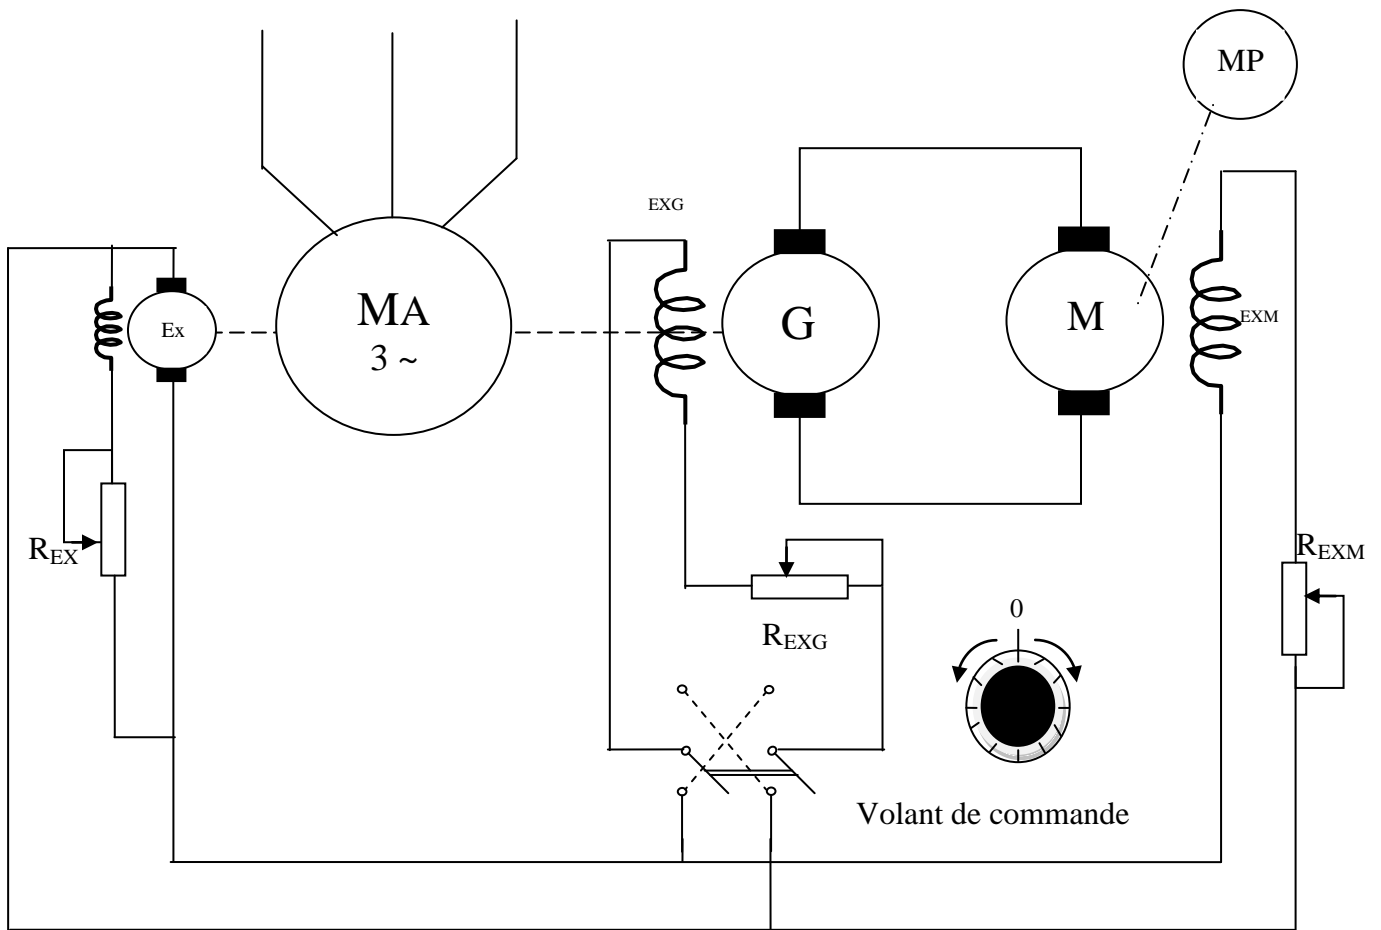 MP
EXG
MA
3 ~
Ex
G
M
EXM
R_EX
R_EXM
0
R_EXG
Volant de commande